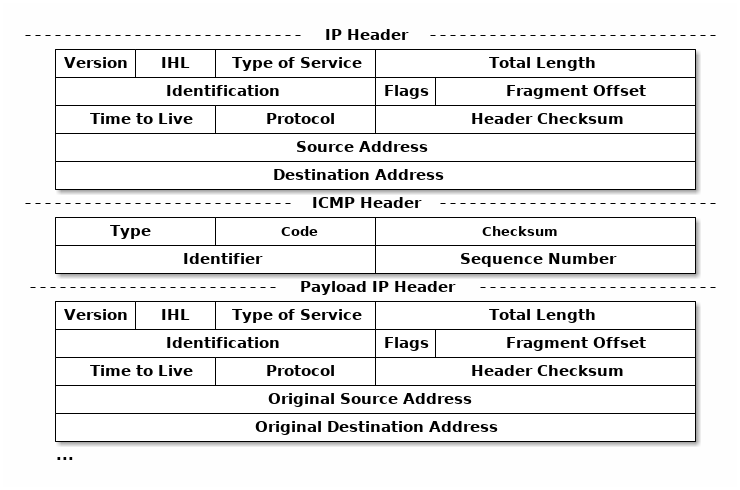 IP Header
Version IHL Type of Service Total Length
Identification Flags Fragment Offset
Time to Live Protocol Header Checksum
Source Address
Destination Address
ICMP Header
Type Code Checksum
Identifier Sequence Number
Payload IP Header
Version IHL Type of Service Total Length
Identification Flags Fragment Offset
Time to Live Protocol Header Checksum
Original Source Address
Original Destination Address
...